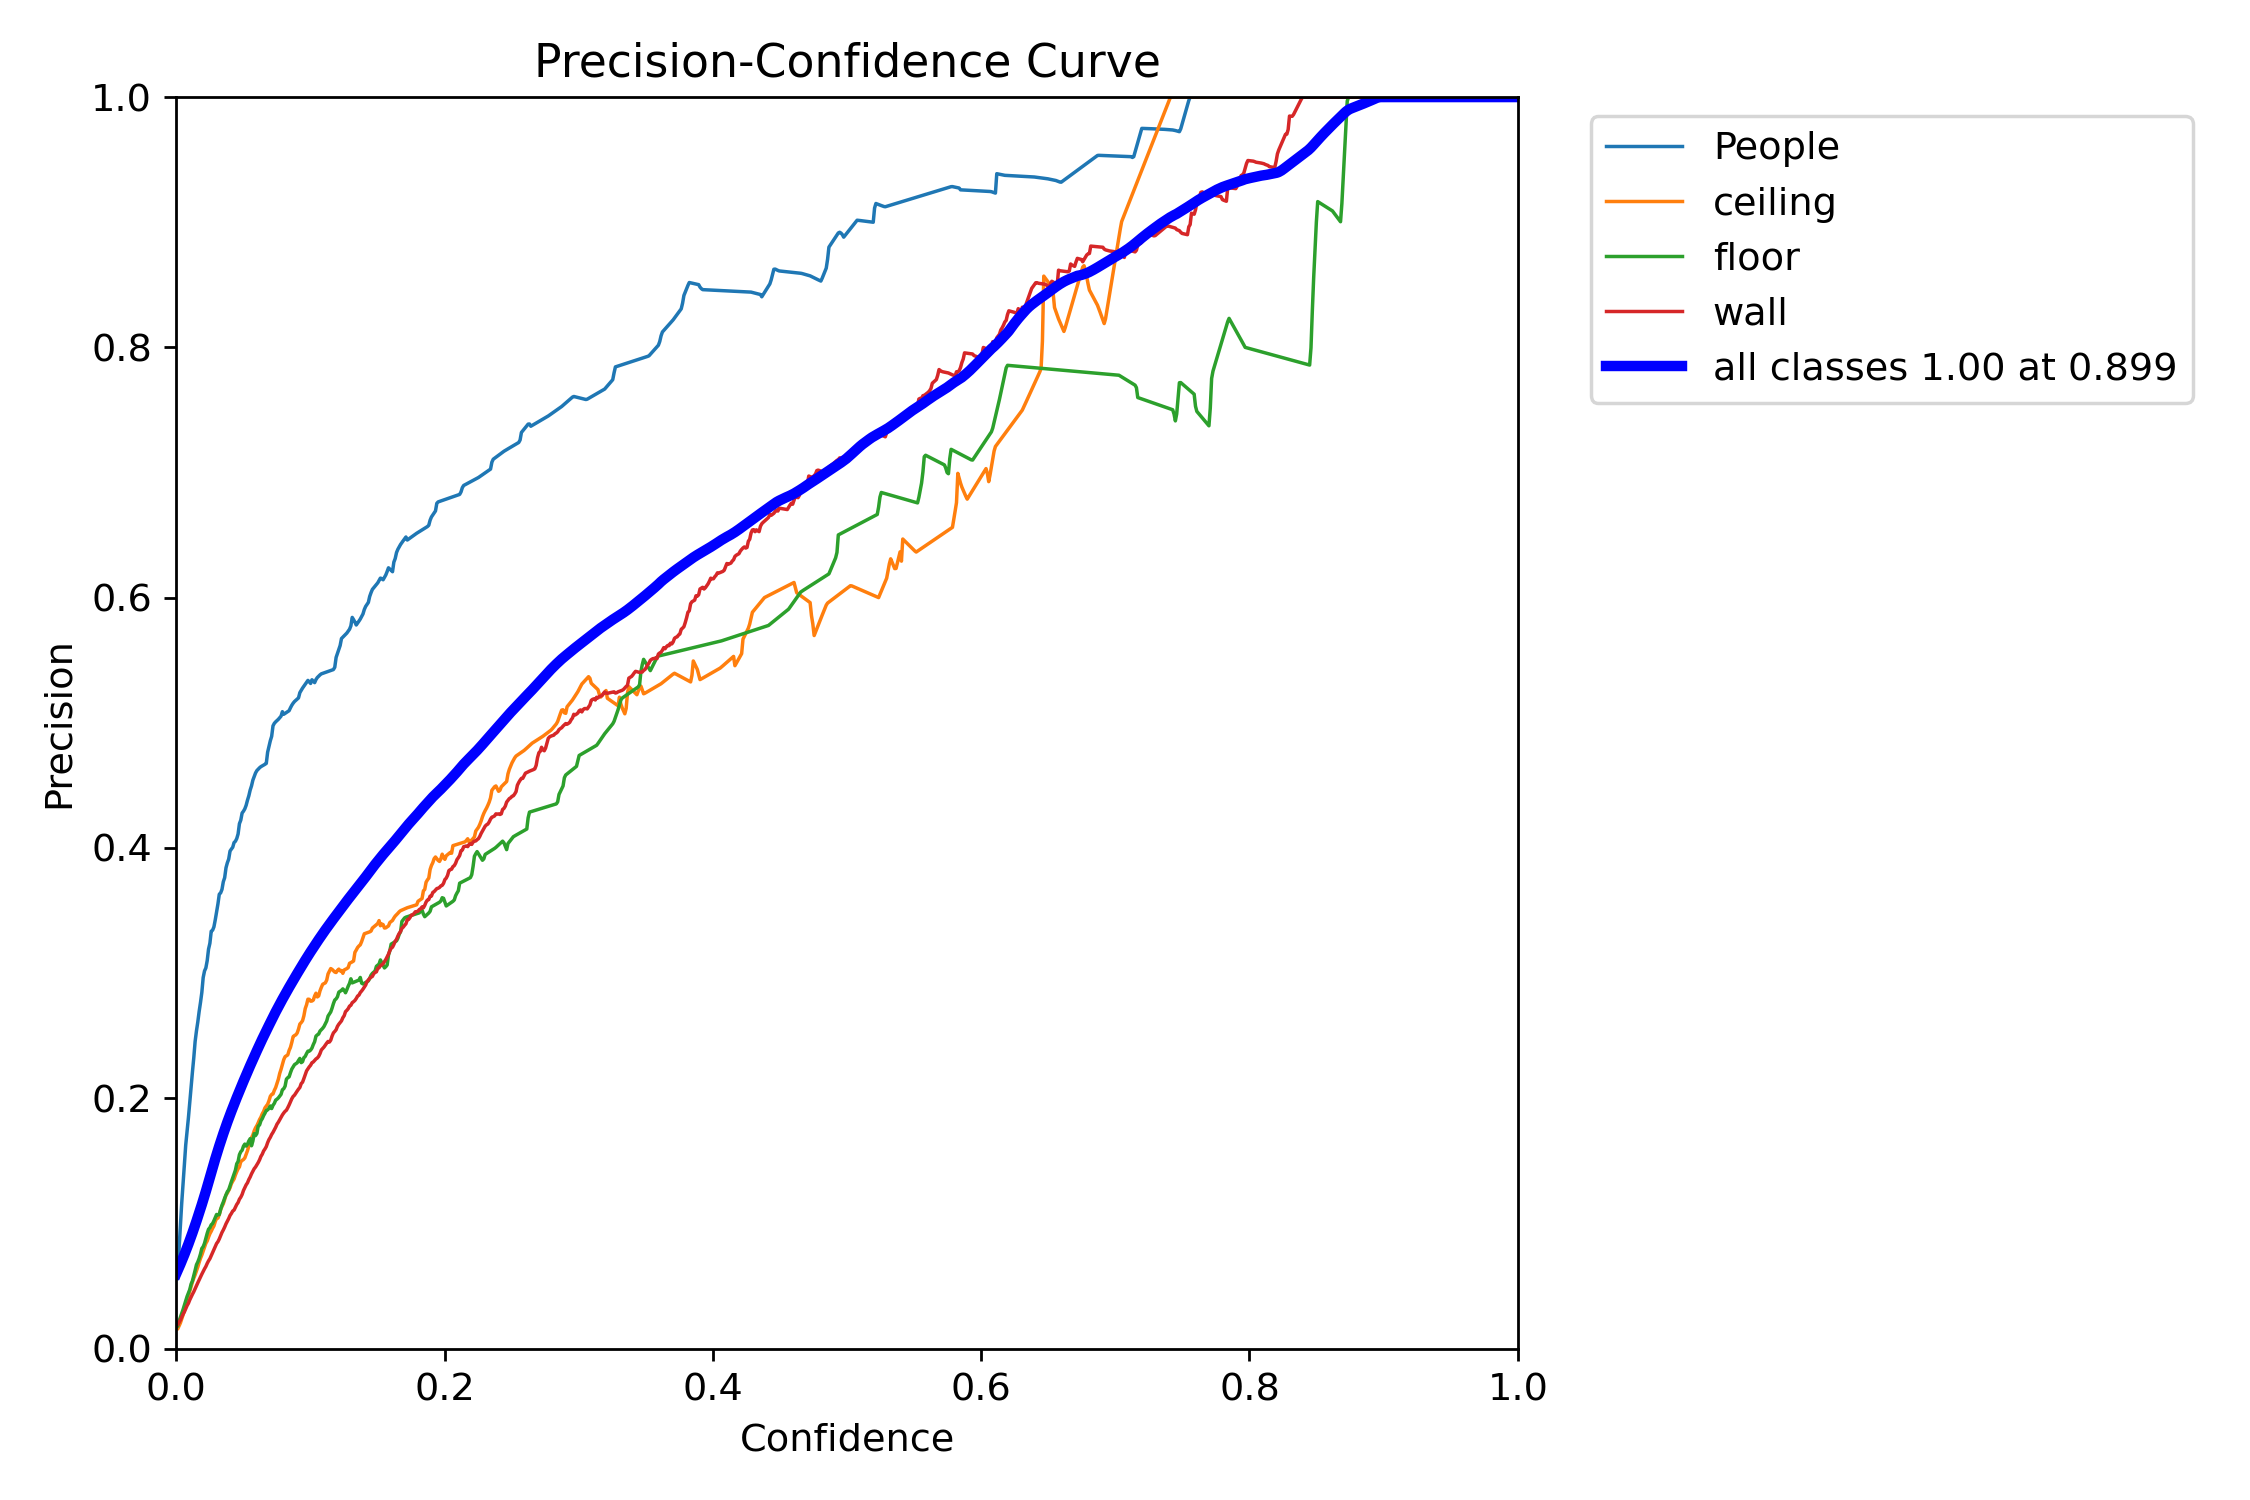 Precision-Confidence Curve
1.0
0.8
0.6
0.4
0.2
0.0
Precision
0.0 0.2 0.4 0.6 0.8 1.0
Confidence
People
ceiling
floor
wall
all classes 1.00 at 0.899